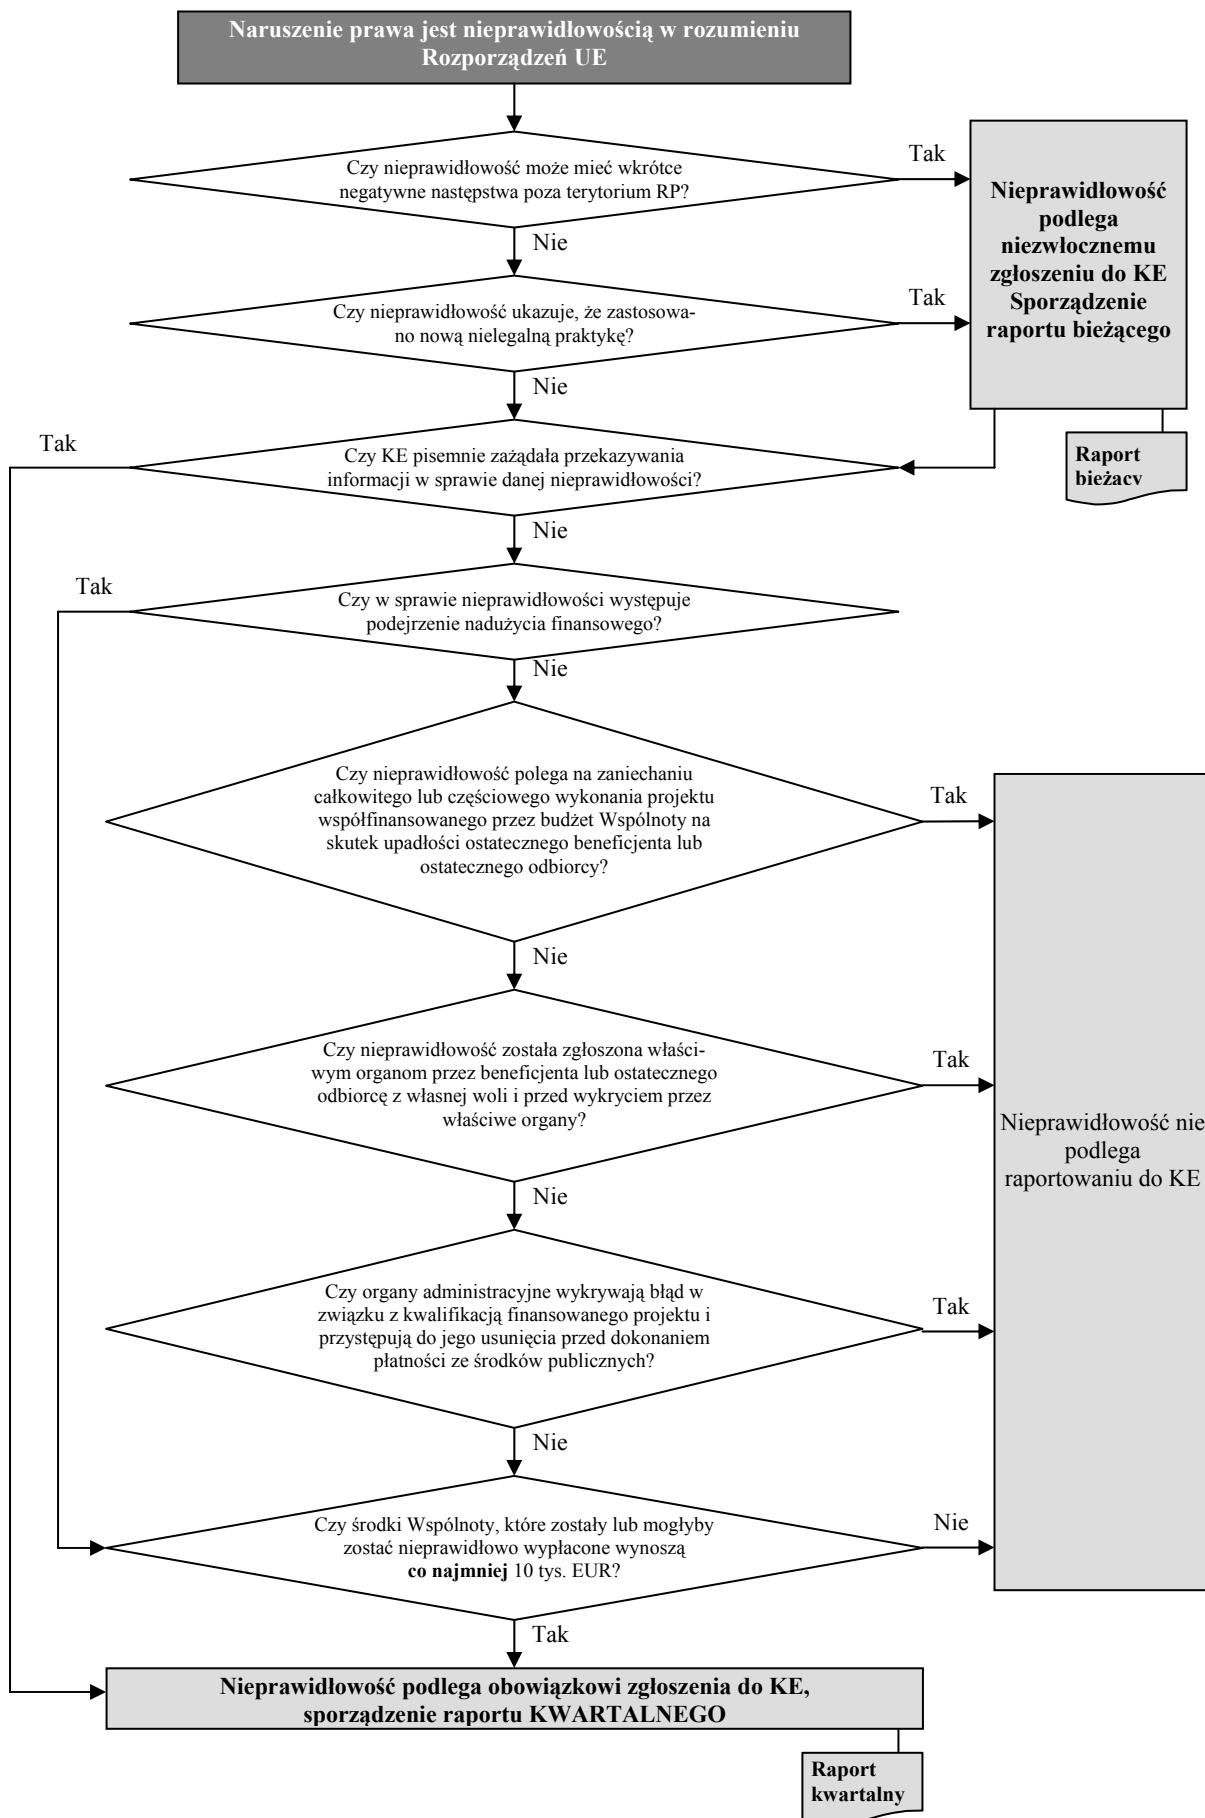 Naruszenie prawa jest nieprawidłowością w rozumieniu
Rozporządzeń UE
Czy nieprawidłowość może mieć wkrótce
negatywne następstwa poza terytorium RP?
Tak
Nieprawidłowość
podlega
niezwłocznemu
zgłoszeniu do KE
Sporządzenie
raportu bieżącego
Nie
Czy nieprawidłowość ukazuje, że zastosowa-
no nową nielegalną praktykę?
Tak
Nie
Raport
bieżący
Tak
Czy KE pisemnie zażądała przekazywania
informacji w sprawie danej nieprawidłowości?
Nie
Tak
Czy w sprawie nieprawidłowości występuje
podejrzenie nadużycia finansowego?
Nie
Czy nieprawidłowość polega na zaniechaniu
całkowitego lub częściowego wykonania projektu
współfinansowanego przez budżet Wspólnoty na
skutek upadłości ostatecznego beneficjenta lub
ostatecznego odbiorcy?
Tak
Nie
Czy nieprawidłowość została zgłoszona właści-
wym organom przez beneficjenta lub ostatecznego
odbiorcę z własnej woli i przed wykryciem przez
właściwe organy?
Tak
Nieprawidłowość nie
podlega
raportowaniu do KE
Nie
Czy organy administracyjne wykrywają błąd w
związku z kwalifikacją finansowanego projektu i
przystępują do jego usunięcia przed dokonaniem
płatności ze środków publicznych?
Tak
Nie
Czy środki Wspólnoty, które zostały lub mogłyby
zostać nieprawidłowo wypłacone wynoszą
co najmniej 10 tys. EUR?
Nie
Tak
Nieprawidłowość podlega obowiązkowi zgłoszenia do KE,
sporządzenie raportu KWARTALNEGO
Raport
kwartalny